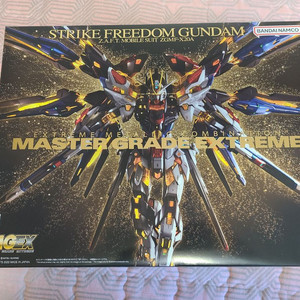 STRIKE FREEDOM GUNDAM
BANDAI NAMCO
Z.A.F.T. MOBILE SUIT ZGMF-X20A
"EXTREME METALLIC COMBINATION"
MASTER GRADE EXTREME
MGEX